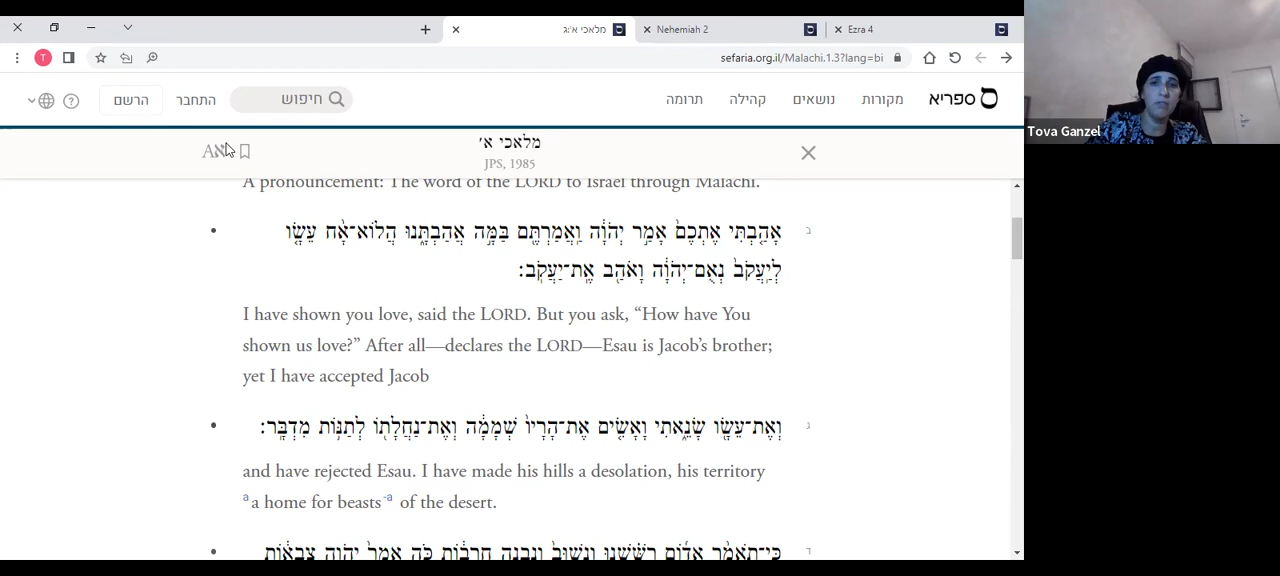 מלאכי א׳:ג
Nehemiah 2
Ezra 4
sefaria.org.il/Malachi.1.3?lang=bi
T
ספריא
מקורות
נושאים
קהילה
תרומה
חיפוש
התחבר
הרשם
Tova Ganzel
מלאכי א׳
JPS, 1985
A א
A pronouncement: The word of the LORD to Israel through Malachi.
ב
אָהַ֤בְתִּי אֶתְכֶם֙ אָמַ֣ר יְהֹוָ֔ה וַאֲמַרְתֶּ֖ם בַּמָּ֣ה אֲהַבְתָּ֑נוּ הֲלוֹא־אָ֨ח עֵשָׂ֤ו
לְיַֽעֲקֹב֙ נְאֻם־יְהֹוָ֔ה וָאֹהַ֖ב אֶֽת־יַעֲקֹֽב׃
I have shown you love, said the LORD. But you ask, “How have You
shown us love?” After all—declares the LORD—Esau is Jacob’s brother;
yet I have accepted Jacob
ג
וְאֶת־עֵשָׂ֖ו שָׂנֵ֑אתִי וָאָשִׂ֤ים אֶת־הָרָיו֙ שְׁמָמָ֔ה וְאֶת־נַחֲלָת֖וֹ לְתַנּ֥וֹת מִדְבָּֽר׃
and have rejected Esau. I have made his hills a desolation, his territory
a a home for beasts -a of the desert.
ד
כִּֽי־תֹאמַ֨ר אֱד֜וֹם רֻשַּׁ֗שְׁנוּ וְנָשׁוּב֙ וְנִבְנֶ֣ה חֳרָב֔וֹת כֹּ֤ה אָמַר֙ יְהֹוָ֣ה צְבָא֔וֹת